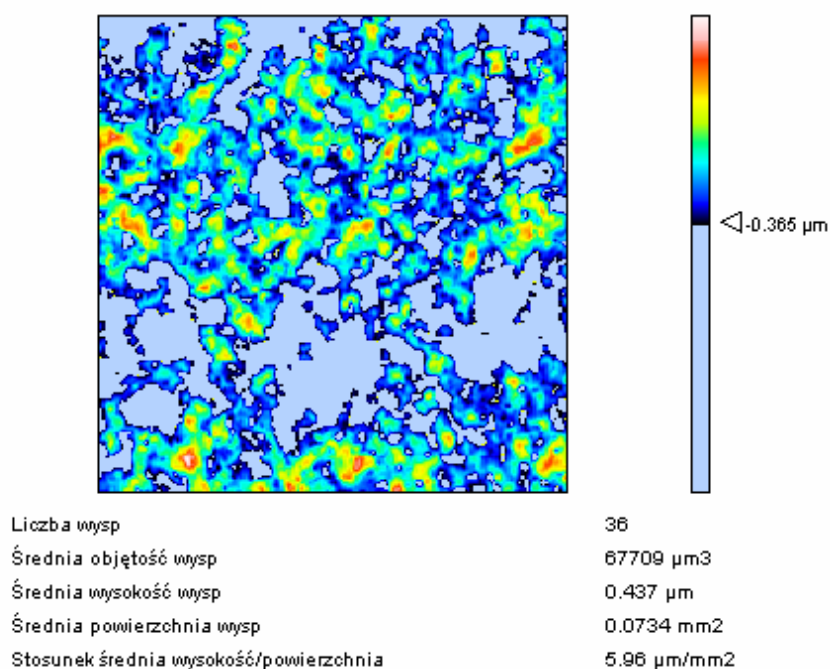 -0.365 µm
Liczba wysp 36
Średnia objętość wysp 67709 µm3
Średnia wysokość wysp 0.437 µm
Średnia powierzchnia wysp 0.0734 mm2
Stosunek średnia wysokość/powierzchnia 5.96 µm/mm2